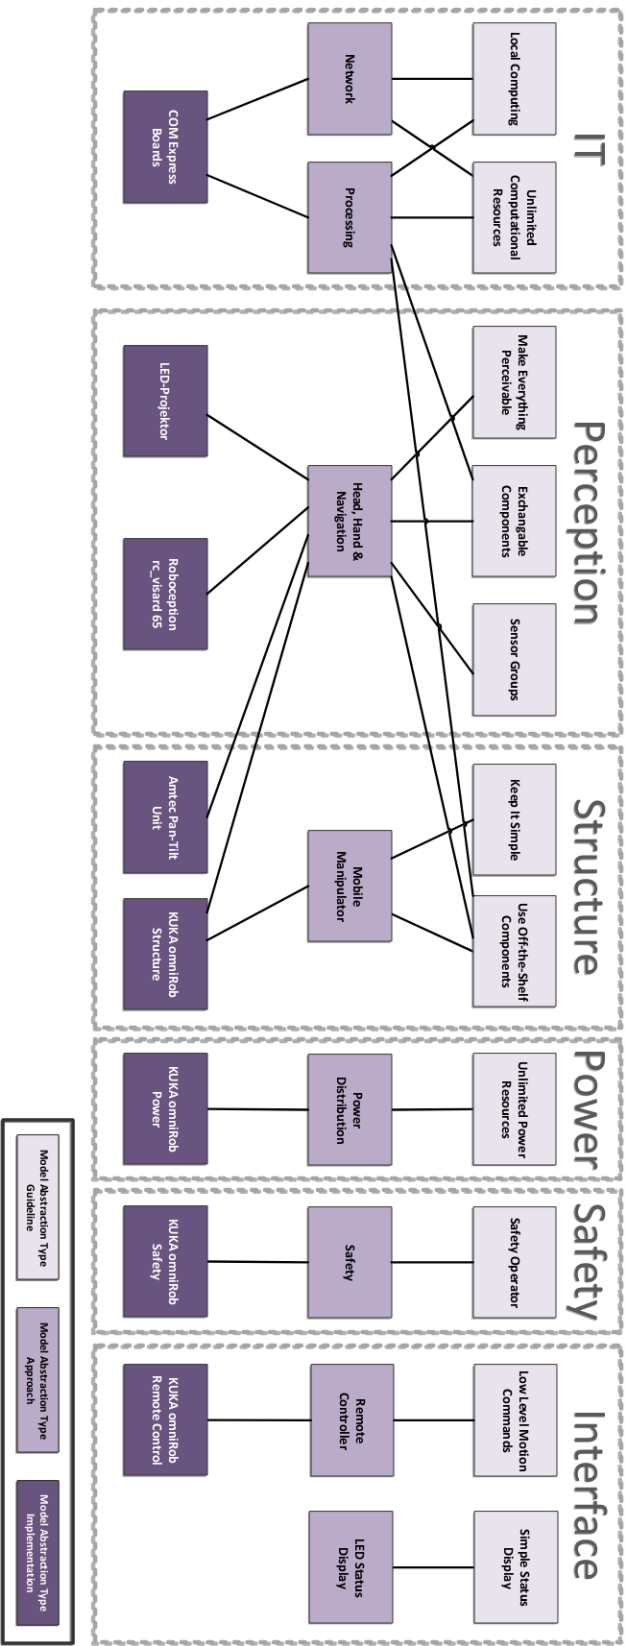 IT
Local Computing
Unlimited
Computational
Resources
Network
Processing
COM Express
Boards
Perception
Make Everything
Perceivable
Exchangable
Components
Sensor Groups
Head, Hand &
Navigation
LED-Projektor
Roboception
rc_visard 65
Structure
Keep It Simple
Use Off-the-Shelf
Components
Mobile
Manipulator
Amtec Pan-Tilt
Unit
KUKA omniRob
Structure
Power
Unlimited Power
Resources
Power
Distribution
KUKA omniRob
Power
Safety
Safety Operator
Safety
KUKA omniRob
Safety
Interface
Low Level Motion
Commands
Simple Status
Display
Remote
Controller
LED Status
Display
KUKA omniRob
Remote Control
Model Abstraction Type
Guideline
Model Abstraction Type
Approach
Model Abstraction Type
Implementation